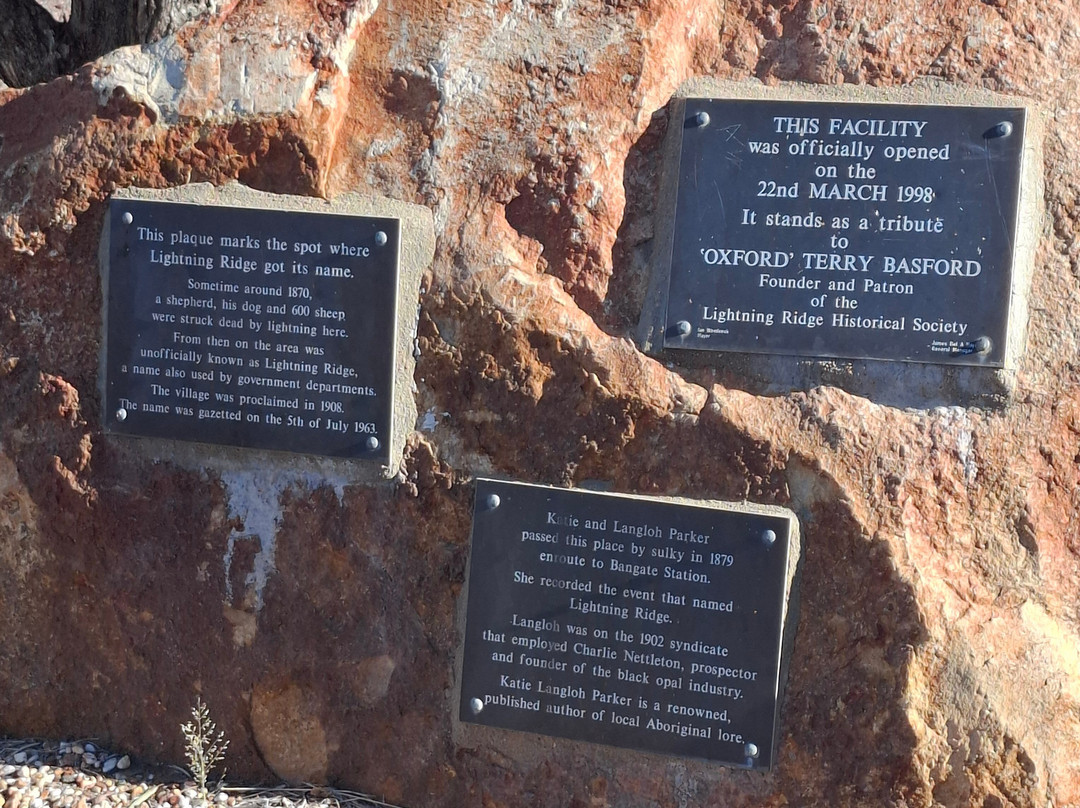 This plaque marks the spot where
Lightning Ridge got its name.
Sometime around 1870,
a shepherd, his dog and 600 sheep
were struck dead by lightning here.
From then on the area was
unofficially known as Lightning Ridge,
a name also used by government departments.
The village was proclaimed in 1908.
The name was gazetted on the 5th of July 1963.
THIS FACILITY
was officially opened
on the
22nd MARCH 1998
It stands as a tribute
to
'OXFORD' TERRY BASFORD
Founder and Patron
of the
Lightning Ridge Historical Society
Ian
James
General Manager
Katie and Langloh Parker
passed this place by sulky in 1879
enroute to Bangate Station.
She recorded the event that named
Lightning Ridge.
Langloh was on the 1902 syndicate
that employed Charlie Nettleton, prospector
and founder of the black opal industry.
Katie Langloh Parker is a renowned,
published author of local Aboriginal lore.